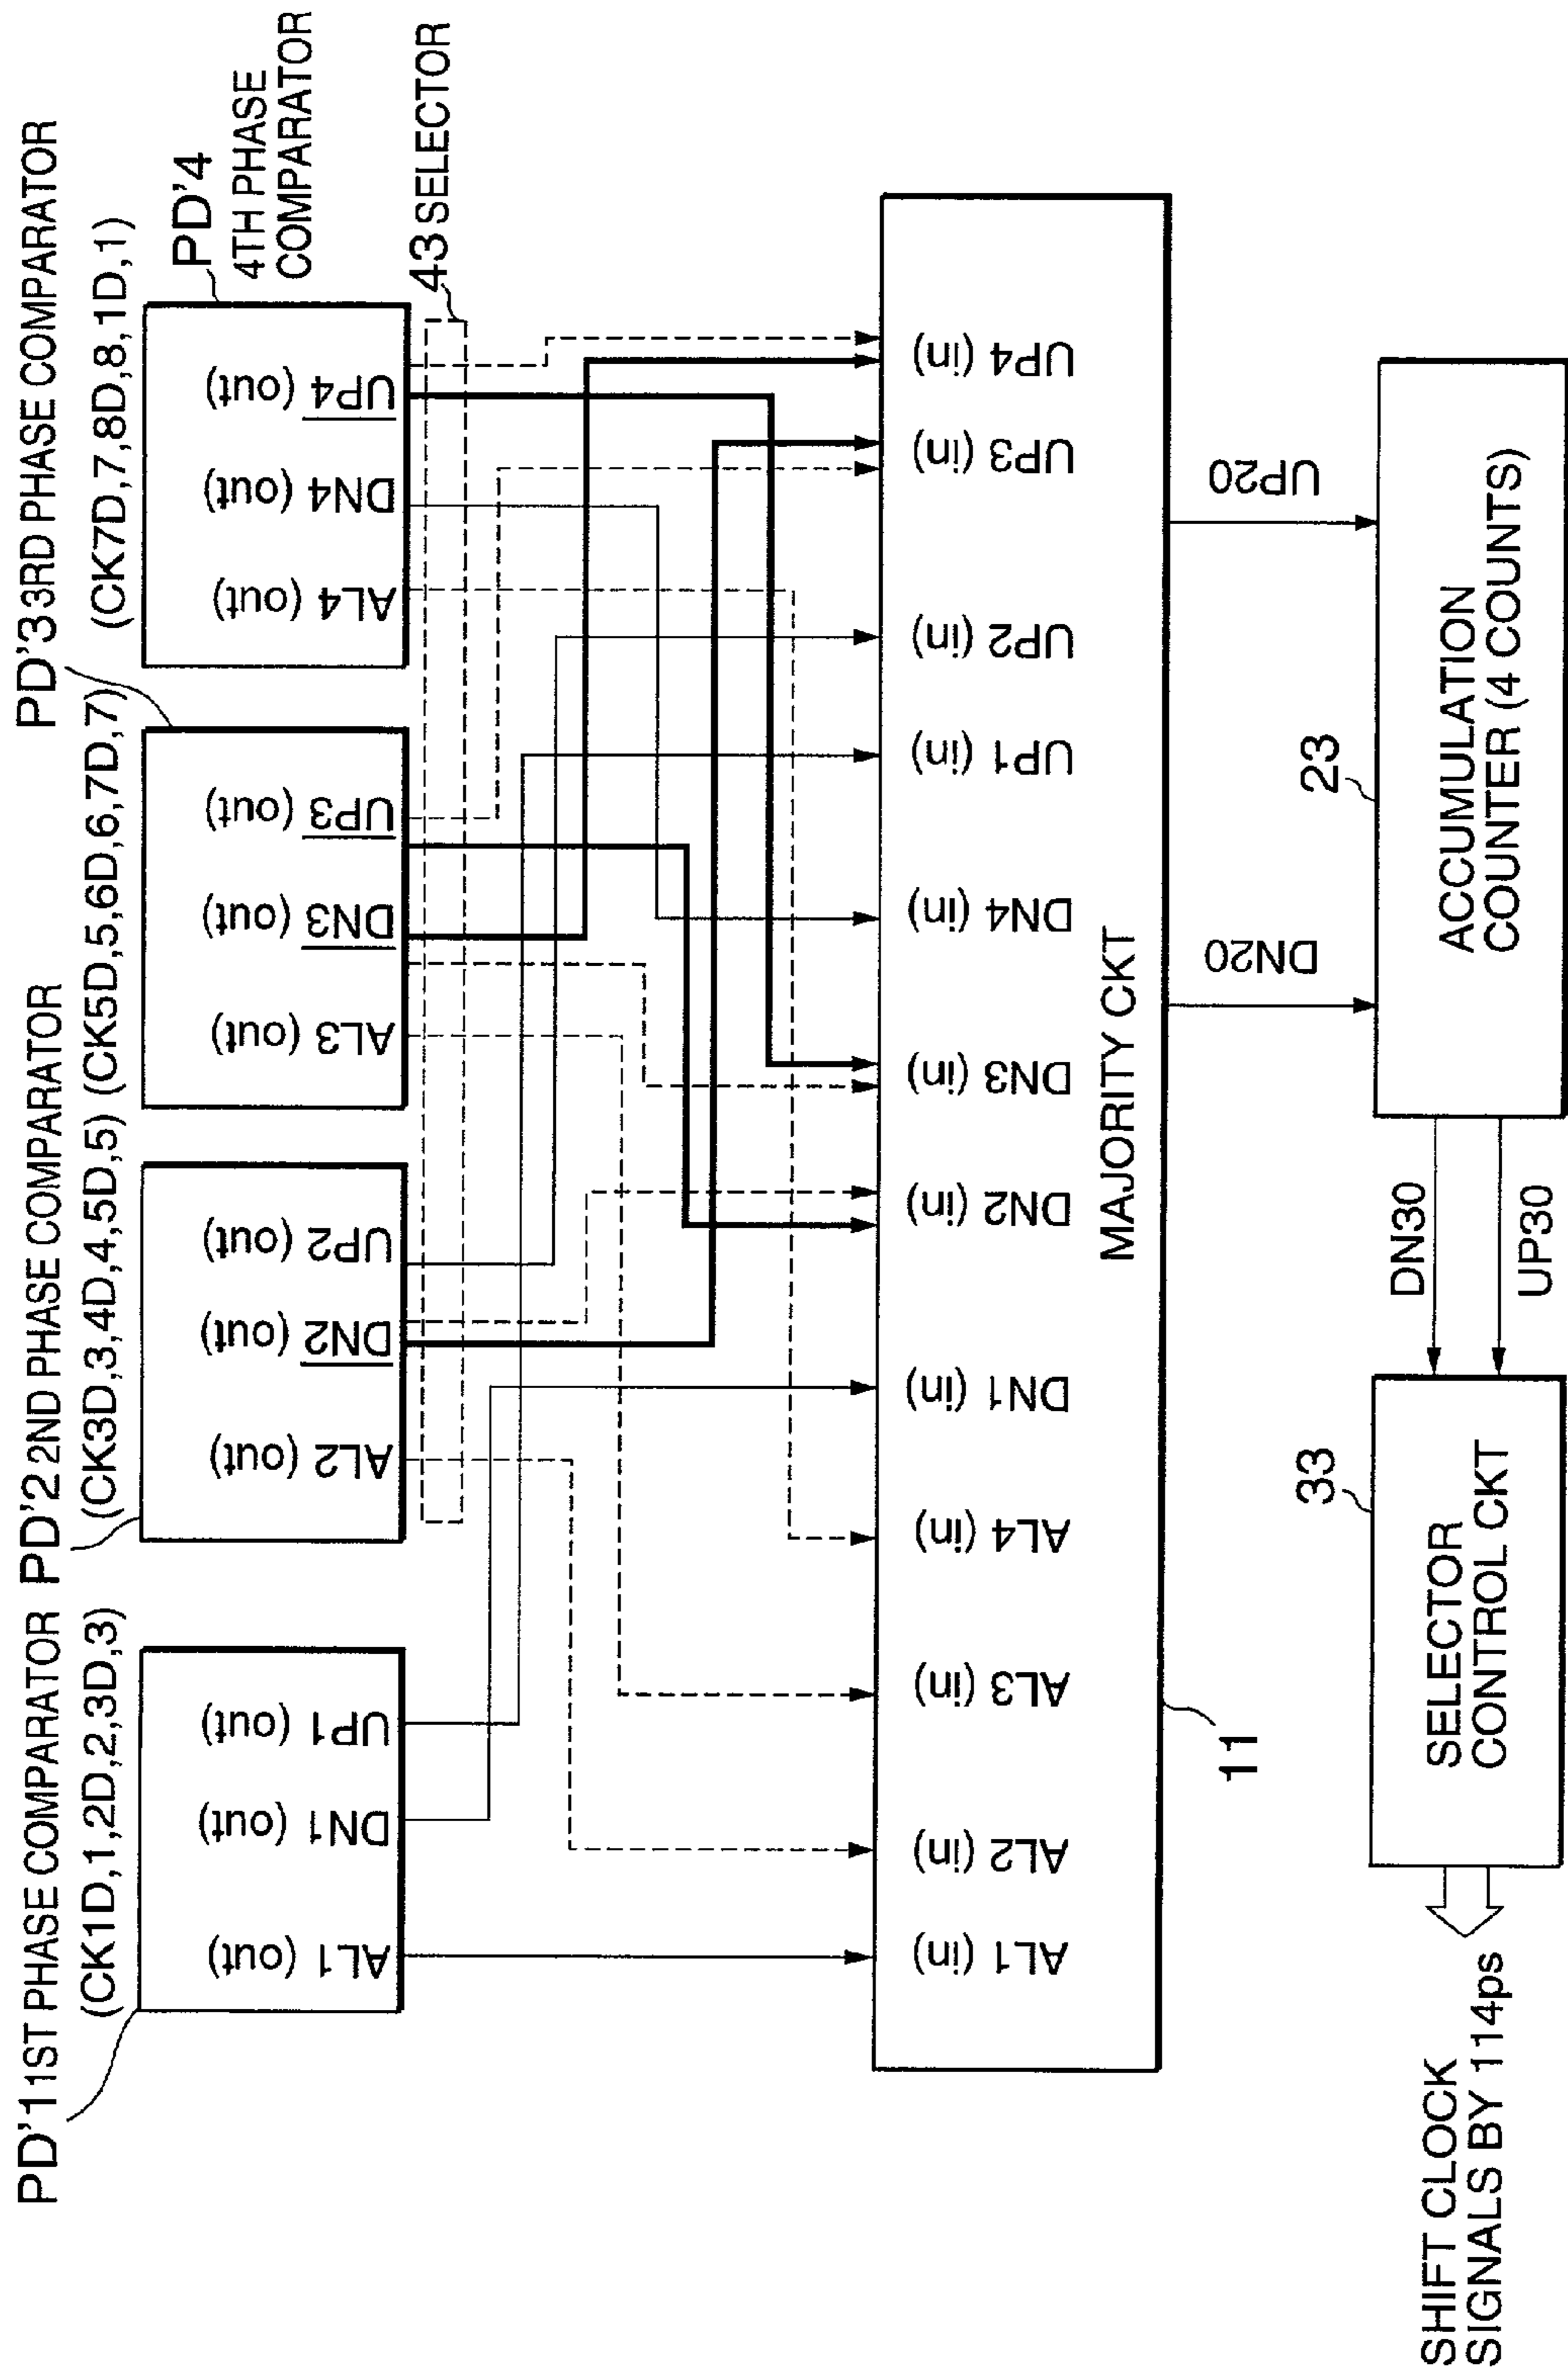 PD'1 1ST PHASE COMPARATOR
(CK1D,1,2D,2,3D,3)
PD'2 2ND PHASE COMPARATOR
(CK3D,3,4D,4,5D,5)
PD'3 3RD PHASE COMPARATOR
(CK5D,5,6D,6,7D,7)
PD'4
4TH PHASE
COMPARATOR
(CK7D,7,8D,8,1D,1)
43 SELECTOR
AL1 (out)
DN1 (out)
UP1 (out)
AL2 (out)
DN2 (out)
UP2 (out)
AL3 (out)
DN3 (out)
UP3 (out)
AL4 (out)
DN4 (out)
UP4 (out)
AL1 (in)
AL2 (in)
AL3 (in)
AL4 (in)
DN1 (in)
DN2 (in)
DN3 (in)
DN4 (in)
UP1 (in)
UP2 (in)
UP3 (in)
UP4 (in)
MAJORITY CKT
11
DN20
UP20
23
ACCUMULATION
COUNTER (4 COUNTS)
DN30
UP30
33
SELECTOR
CONTROL CKT
SHIFT CLOCK
SIGNALS BY 114ps